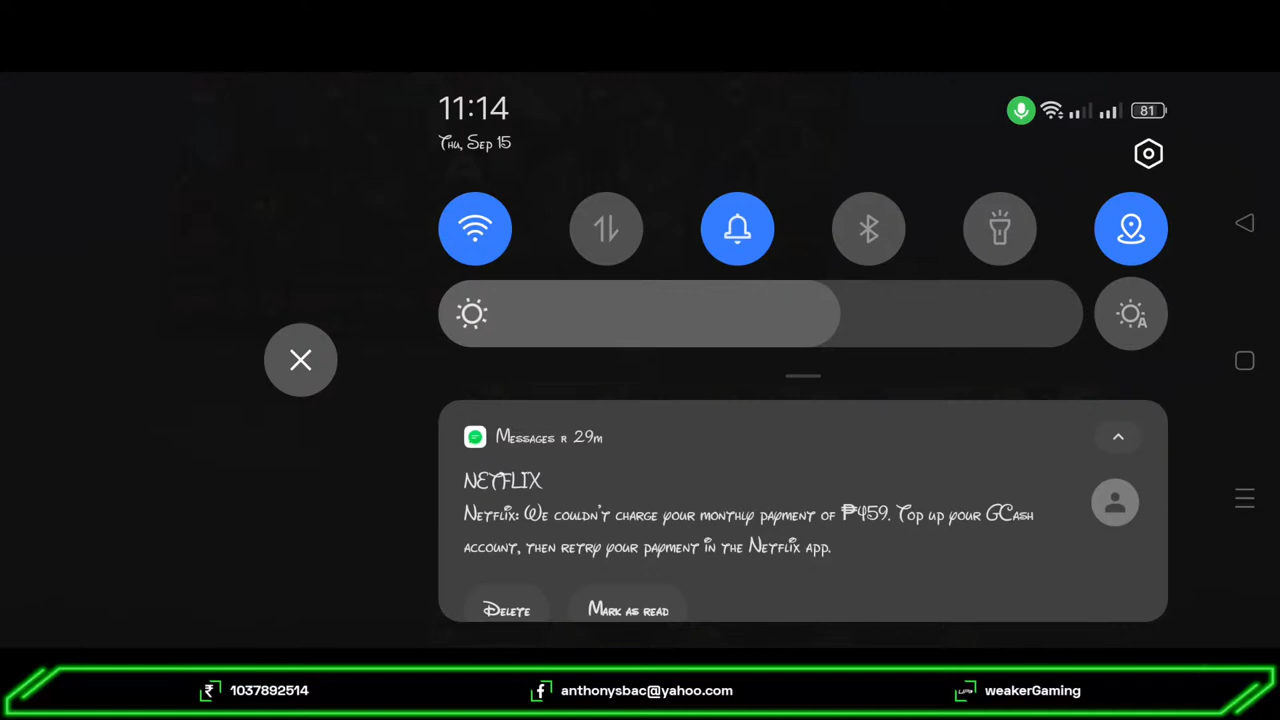 11:14
81
Thu, Sep 15
A
Messages R 29m
NETFLIX
Netflix: We couldn't charge your monthly payment of ₱459. Top up your GCash
account, then retry your payment in the Netflix app.
Delete Mark as read
1037892514 anthonysbac@yahoo.com weakerGaming